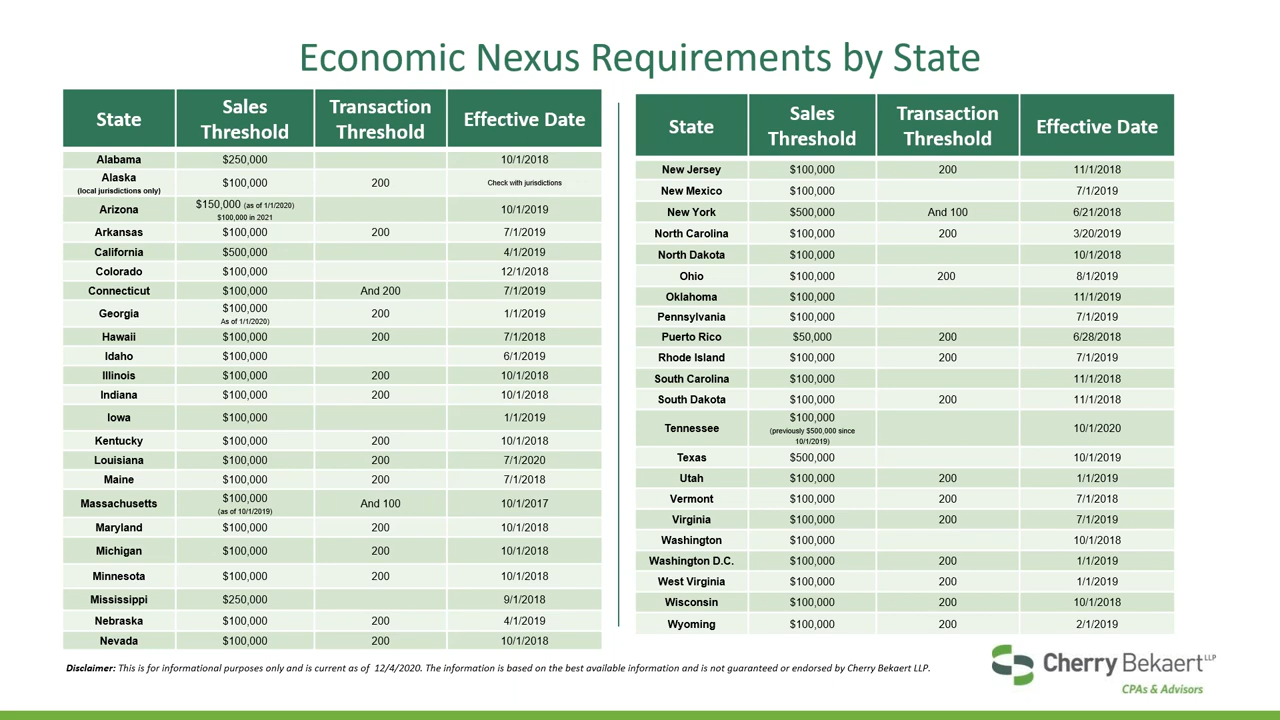 Economic Nexus Requirements by State
State Sales Threshold Transaction Threshold Effective Date
Alabama $250,000 10/1/2018
Alaska (local jurisdictions only) $100,000 200 Check with jurisdictions
Arizona $150,000 (as of 1/1/2020) $100,000 in 2021 10/1/2019
Arkansas $100,000 200 7/1/2019
California $500,000 4/1/2019
Colorado $100,000 12/1/2018
Connecticut $100,000 And 200 7/1/2019
Georgia $100,000 As of 1/1/2020) 200 1/1/2019
Hawaii $100,000 200 7/1/2018
Idaho $100,000 6/1/2019
Illinois $100,000 200 10/1/2018
Indiana $100,000 200 10/1/2018
Iowa $100,000 1/1/2019
Kentucky $100,000 200 10/1/2018
Louisiana $100,000 200 7/1/2020
Maine $100,000 200 7/1/2018
Massachusetts $100,000 (as of 10/1/2019) And 100 10/1/2017
Maryland $100,000 200 10/1/2018
Michigan $100,000 200 10/1/2018
Minnesota $100,000 200 10/1/2018
Mississippi $250,000 9/1/2018
Nebraska $100,000 200 4/1/2019
Nevada $100,000 200 10/1/2018
State Sales Threshold Transaction Threshold Effective Date
New Jersey $100,000 200 11/1/2018
New Mexico $100,000 7/1/2019
New York $500,000 And 100 6/21/2018
North Carolina $100,000 200 3/20/2019
North Dakota $100,000 10/1/2018
Ohio $100,000 200 8/1/2019
Oklahoma $100,000 11/1/2019
Pennsylvania $100,000 7/1/2019
Puerto Rico $50,000 200 6/28/2018
Rhode Island $100,000 200 7/1/2019
South Carolina $100,000 11/1/2018
South Dakota $100,000 200 11/1/2018
Tennessee $100,000 (previously $500,000 since 10/1/2019) 10/1/2020
Texas $500,000 10/1/2019
Utah $100,000 200 1/1/2019
Vermont $100,000 200 7/1/2018
Virginia $100,000 200 7/1/2019
Washington $100,000 10/1/2018
Washington D.C. $100,000 200 1/1/2019
West Virginia $100,000 200 1/1/2019
Wisconsin $100,000 200 10/1/2018
Wyoming $100,000 200 2/1/2019
Disclaimer: This is for informational purposes only and is current as of 12/4/2020. The information is based on the best available information and is not guaranteed or endorsed by Cherry Bekaert LLP.
Cherry Bekaert LLP
CPAs & Advisors